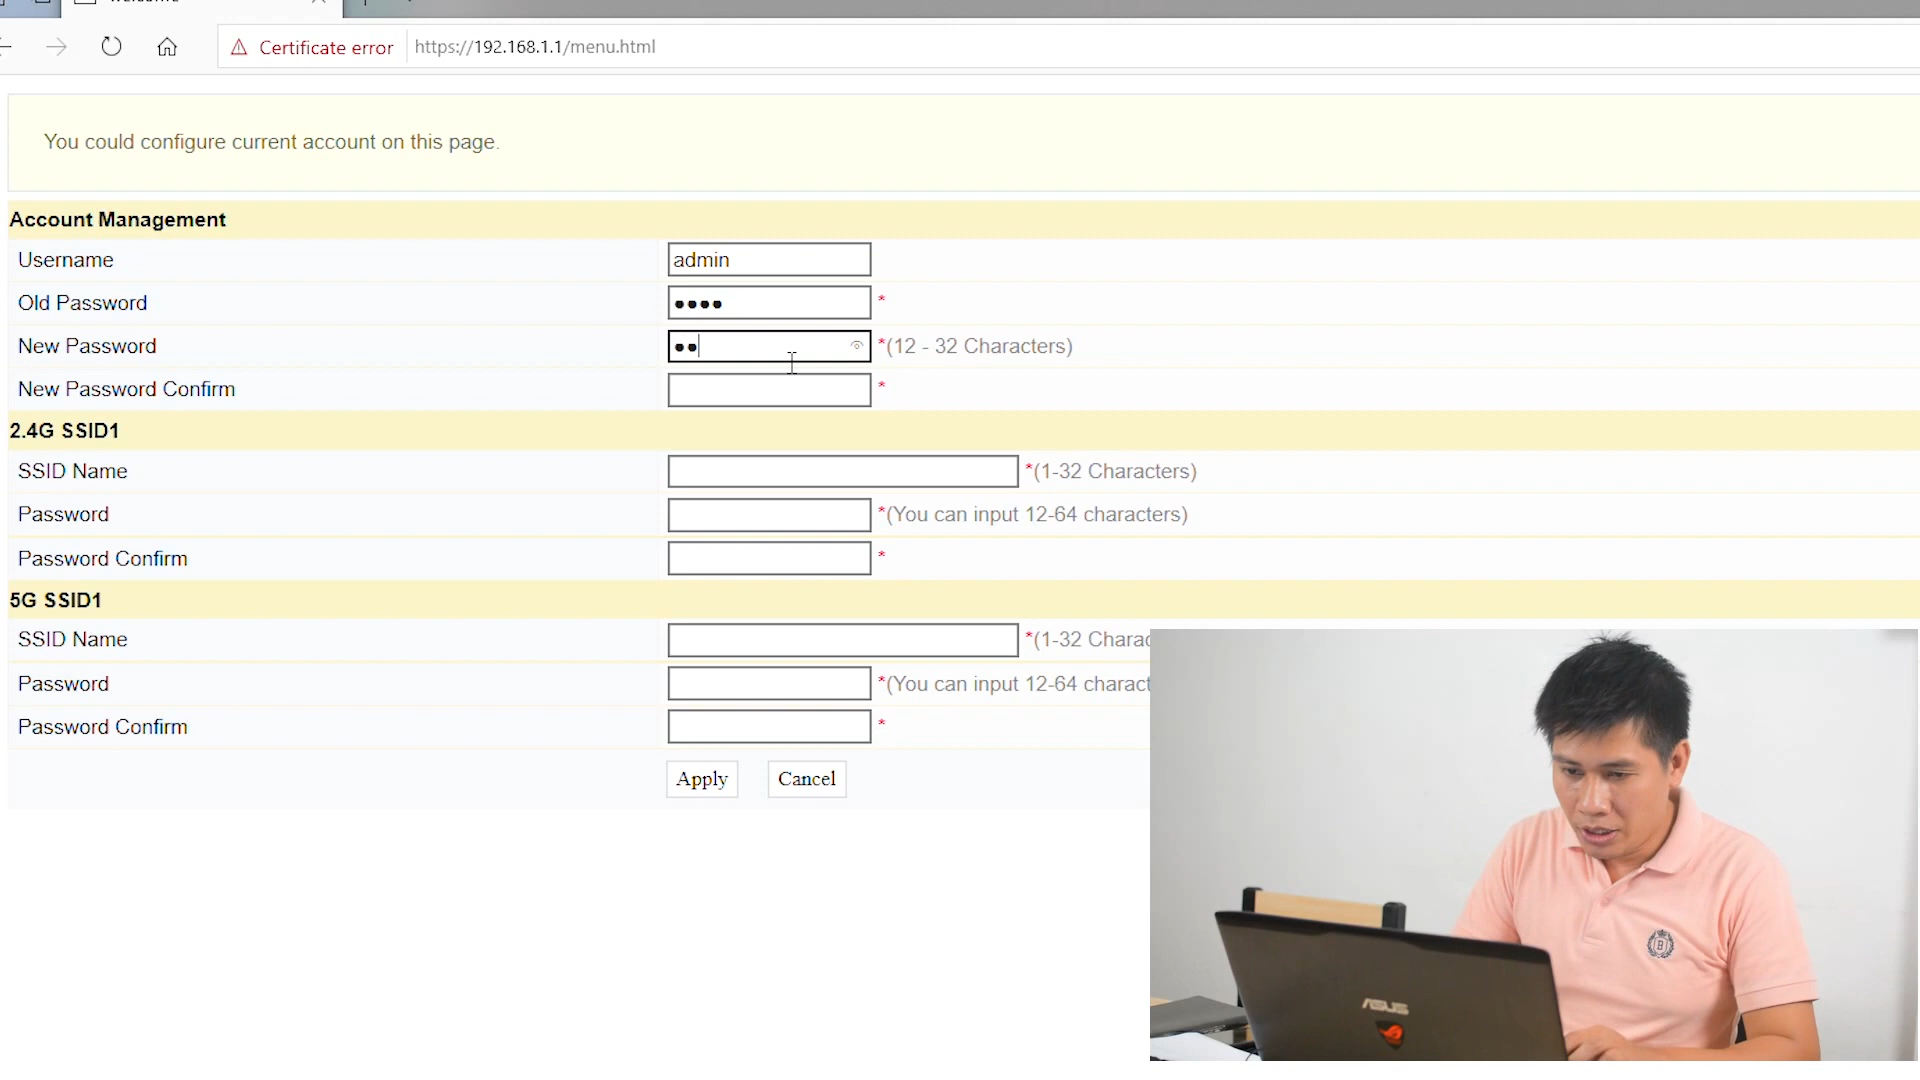 Certificate error https://192.168.1.1/menu.html
You could configure current account on this page.
Account Management
Username admin
Old Password ●●●● *
New Password ●● *(12 - 32 Characters)
New Password Confirm *
2.4G SSID1
SSID Name *(1-32 Characters)
Password *(You can input 12-64 characters)
Password Confirm *
5G SSID1
SSID Name *(1-32 Charac
Password *(You can input 12-64 charact
Password Confirm *
Apply Cancel
B
ASUS